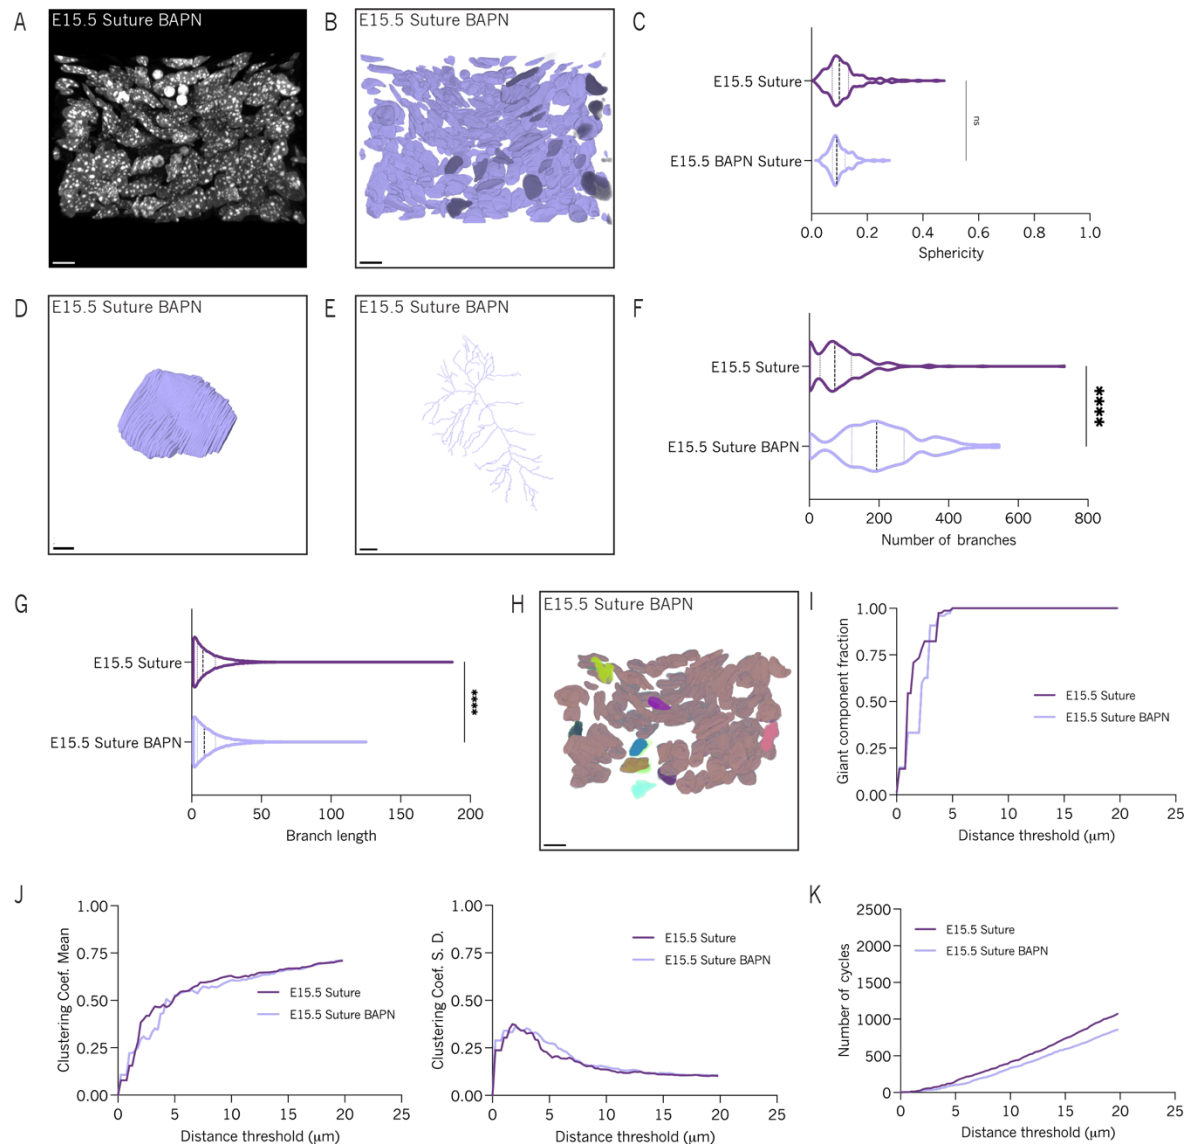 A
E15.5 Suture BAPN
B
E15.5 Suture BAPN
C
E15.5 Suture
E15.5 BAPN Suture
ns
0.0 0.2 0.4 0.6 0.8 1.0
Sphericity
D
E15.5 Suture BAPN
E
E15.5 Suture BAPN
F
E15.5 Suture
E15.5 Suture BAPN
****
0 200 400 600 800
Number of branches
G
E15.5 Suture
E15.5 Suture BAPN
****
0 50 100 150 200
Branch length
H
E15.5 Suture BAPN
I
Giant component fraction
1.00
0.75
0.50
0.25
0.00
E15.5 Suture
E15.5 Suture BAPN
0 5 10 15 20 25
Distance threshold (μm)
J
Clustering Coef. Mean
1.00
0.75
0.50
0.25
0.00
E15.5 Suture
E15.5 Suture BAPN
0 5 10 15 20 25
Distance threshold (μm)
Clustering Coef. S. D.
1.00
0.75
0.50
0.25
0.00
E15.5 Suture
E15.5 Suture BAPN
0 5 10 15 20 25
Distance threshold (μm)
K
Number of cycles
2500
2000
1500
1000
500
0
E15.5 Suture
E15.5 Suture BAPN
0 5 10 15 20 25
Distance threshold (μm)